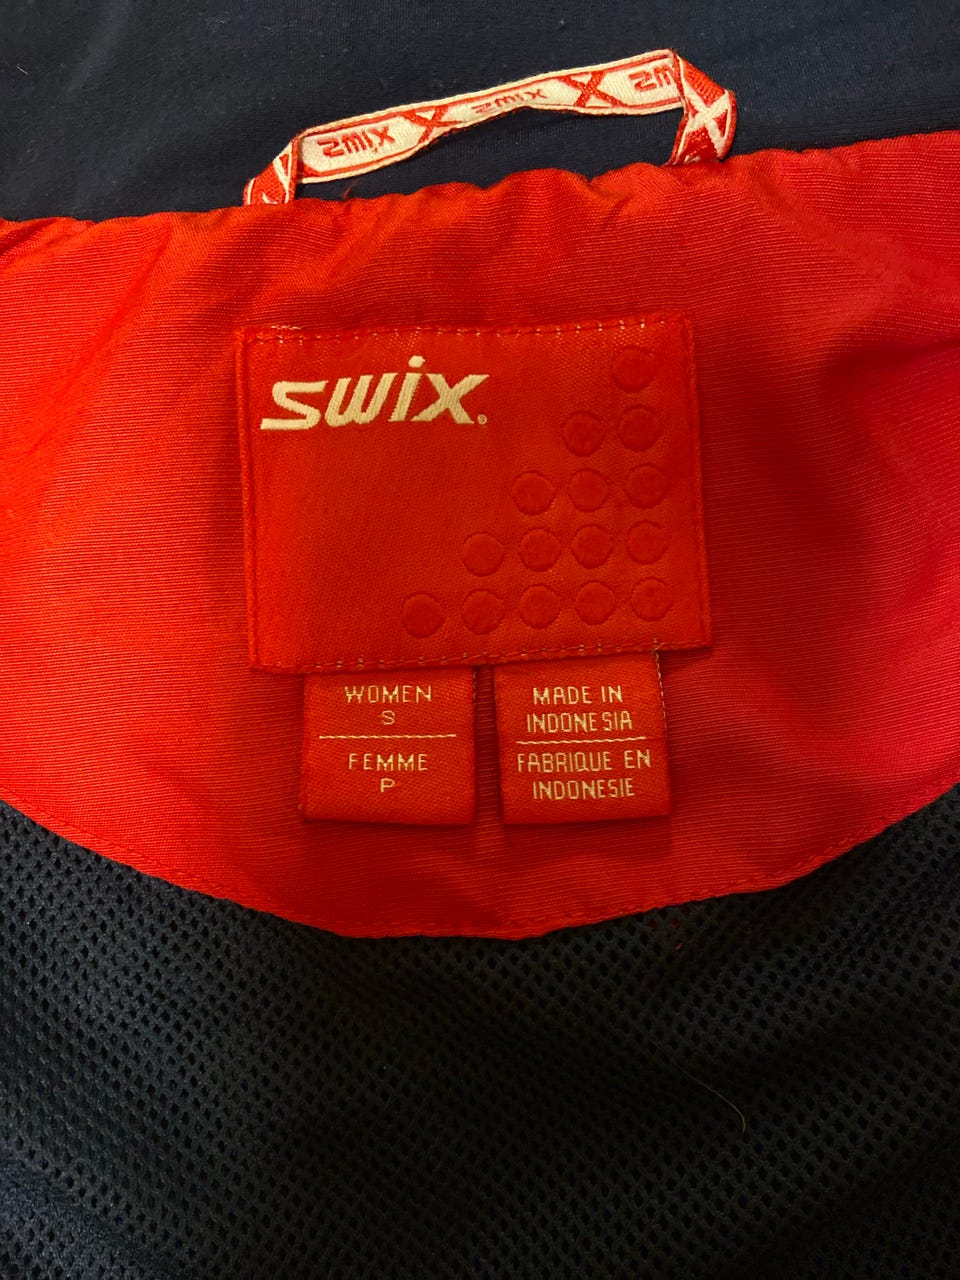 SWIX SWIX SWIX
SWIX®
WOMEN
S
FEMME
P
MADE IN
INDONESIA
FABRIQUE EN
INDONESIE